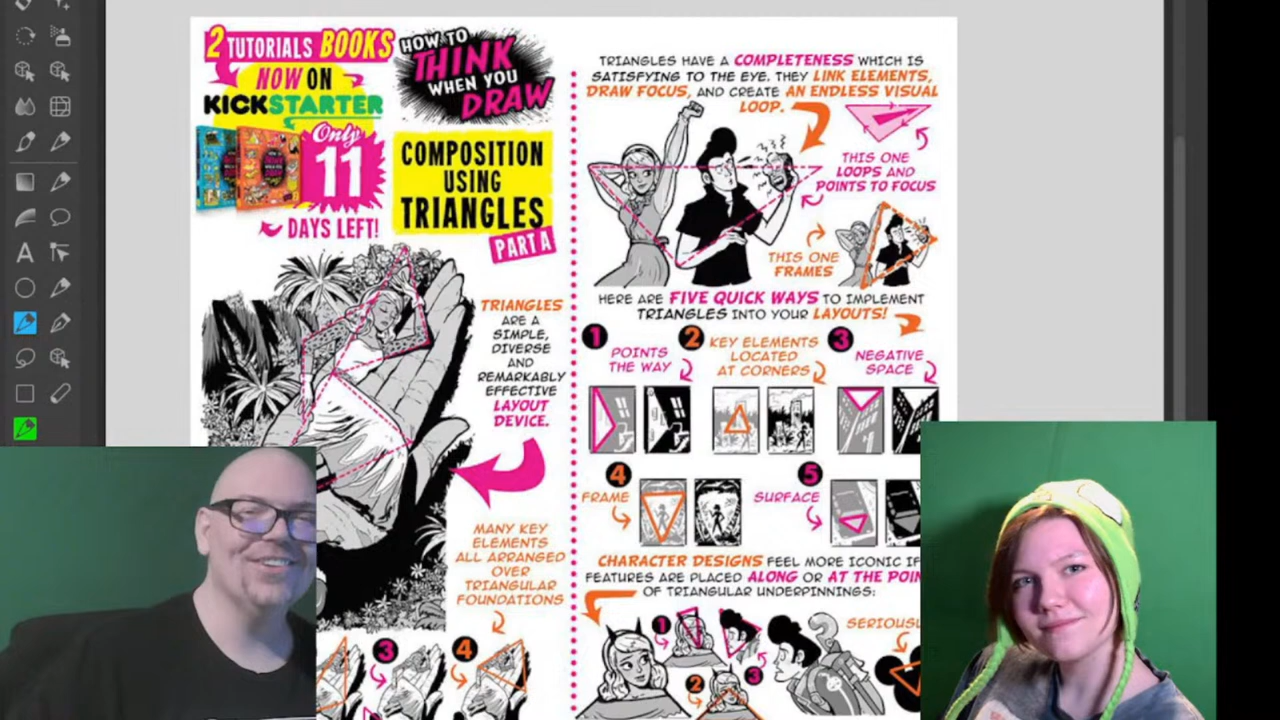 2 TUTORIALS BOOKS
NOW ON
KICKSTARTER
Only
11
DAYS LEFT!
HOW TO
THINK
WHEN YOU
DRAW
COMPOSITION
USING
TRIANGLES
PART A
TRIANGLES
ARE A
SIMPLE,
DIVERSE
AND
REMARKABLY
EFFECTIVE
LAYOUT
DEVICE.
MANY KEY
ELEMENTS
ALL ARRANGED
OVER
TRIANGULAR
FOUNDATIONS
3
4
TRIANGLES HAVE A COMPLETENESS WHICH IS
SATISFYING TO THE EYE. THEY LINK ELEMENTS,
DRAW FOCUS, AND CREATE AN ENDLESS VISUAL
LOOP.
THIS ONE
LOOPS AND
POINTS TO FOCUS
THIS ONE
FRAMES
HERE ARE FIVE QUICK WAYS TO IMPLEMENT
TRIANGLES INTO YOUR LAYOUTS!
1
POINTS
THE WAY
2
KEY ELEMENTS
LOCATED
AT CORNERS
3
NEGATIVE
SPACE
4
FRAME
5
SURFACE
CHARACTER DESIGNS FEEL MORE ICONIC IF
FEATURES ARE PLACED ALONG OR AT THE POIN
OF TRIANGULAR UNDERPINNINGS:
1
2
3
SERIOUS
A